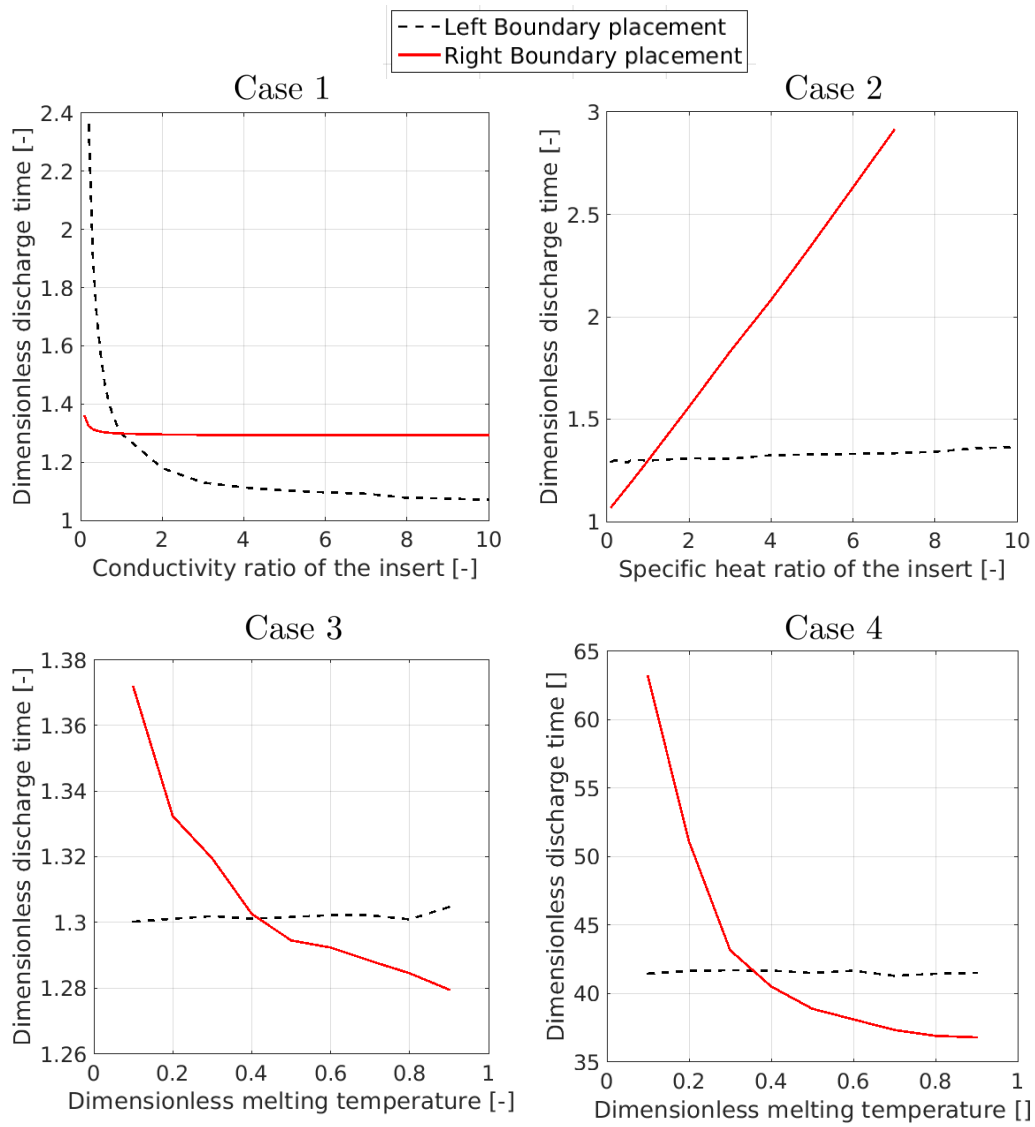 Left Boundary placement
Right Boundary placement
Case 1
Dimensionless discharge time [-]
2.4
2.2
2
1.8
1.6
1.4
1.2
1
0 2 4 6 8 10
Conductivity ratio of the insert [-]
Case 2
Dimensionless discharge time [-]
3
2.5
2
1.5
1
0 2 4 6 8 10
Specific heat ratio of the insert [-]
Case 3
Dimensionless discharge time [-]
1.38
1.36
1.34
1.32
1.3
1.28
1.26
0 0.2 0.4 0.6 0.8 1
Dimensionless melting temperature [-]
Case 4
Dimensionless discharge time []
65
60
55
50
45
40
35
0 0.2 0.4 0.6 0.8 1
Dimensionless melting temperature []